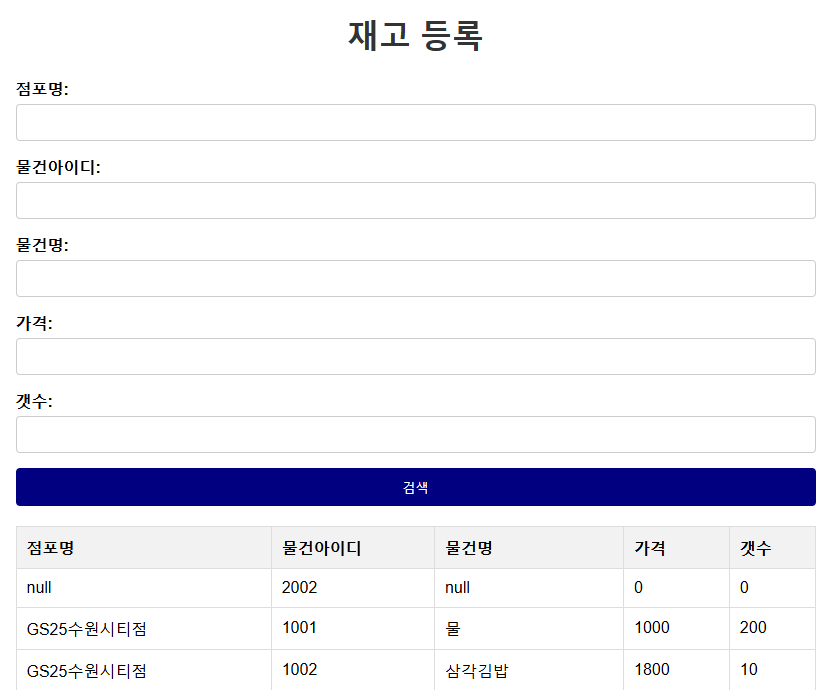 재고 등록
점포명:
물건아이디:
물건명:
가격:
갯수:
검색
점포명 물건아이디 물건명 가격 갯수
null 2002 null 0 0
GS25수원시티점 1001 물 1000 200
GS25수원시티점 1002 삼각김밥 1800 10